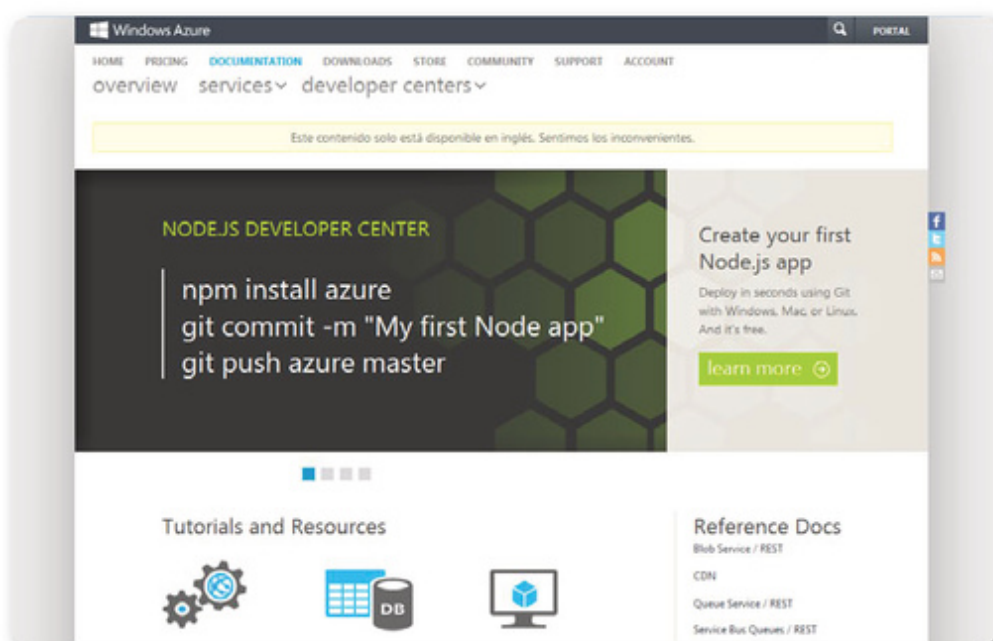 Windows Azure
PORTAL
HOME PRICING DOCUMENTATION DOWNLOADS STORE COMMUNITY SUPPORT ACCOUNT
overview services developer centers
Este contenido solo está disponible en inglés. Sentimos los inconvenientes.
NODE.JS DEVELOPER CENTER
npm install azure
git commit -m "My first Node app"
git push azure master
Create your first
Node.js app
Deploy in seconds using Git
with Windows, Mac, or Linux.
And it's free.
learn more
Tutorials and Resources
DB
Reference Docs
Blob Service / REST
CDN
Queue Service / REST
Service Bus Queues / REST